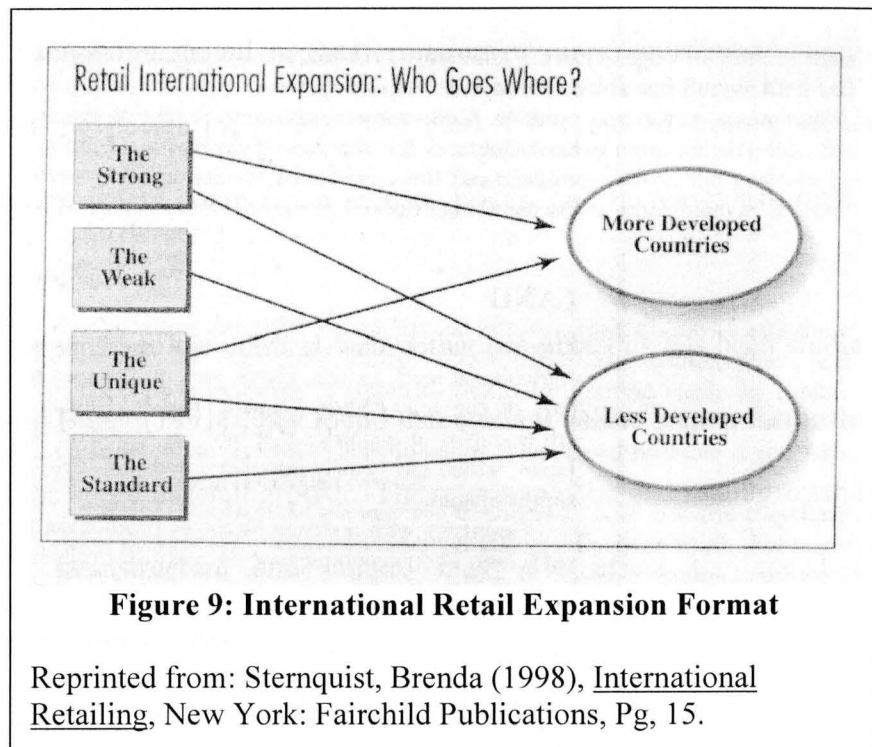 Retail International Expansion: Who Goes Where?
The
Strong
The
Weak
The
Unique
The
Standard
More Developed
Countries
Less Developed
Countries
Figure 9: International Retail Expansion Format
Reprinted from: Sternquist, Brenda (1998), International
Retailing, New York: Fairchild Publications, Pg, 15.